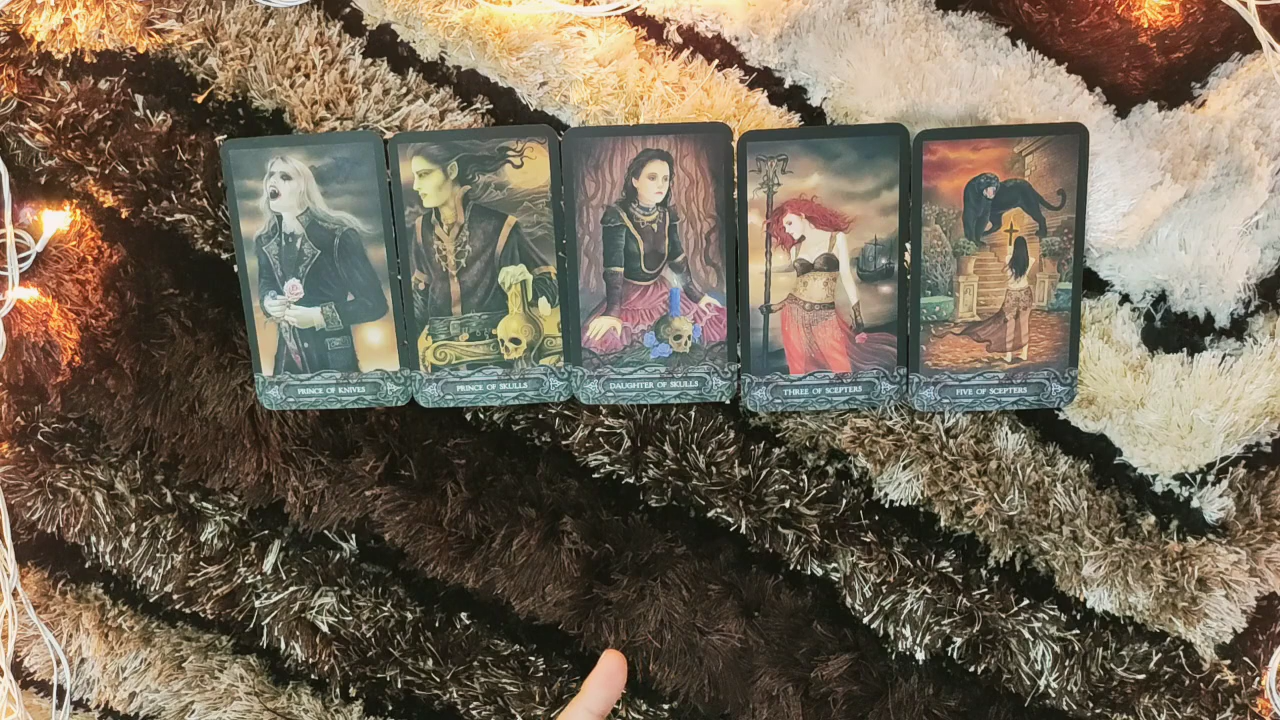 PRINCE OF KNIVES
PRINCE OF SKULLS
DAUGHTER OF SKULLS
THREE OF SCEPTERS
FIVE OF SCEPTERS